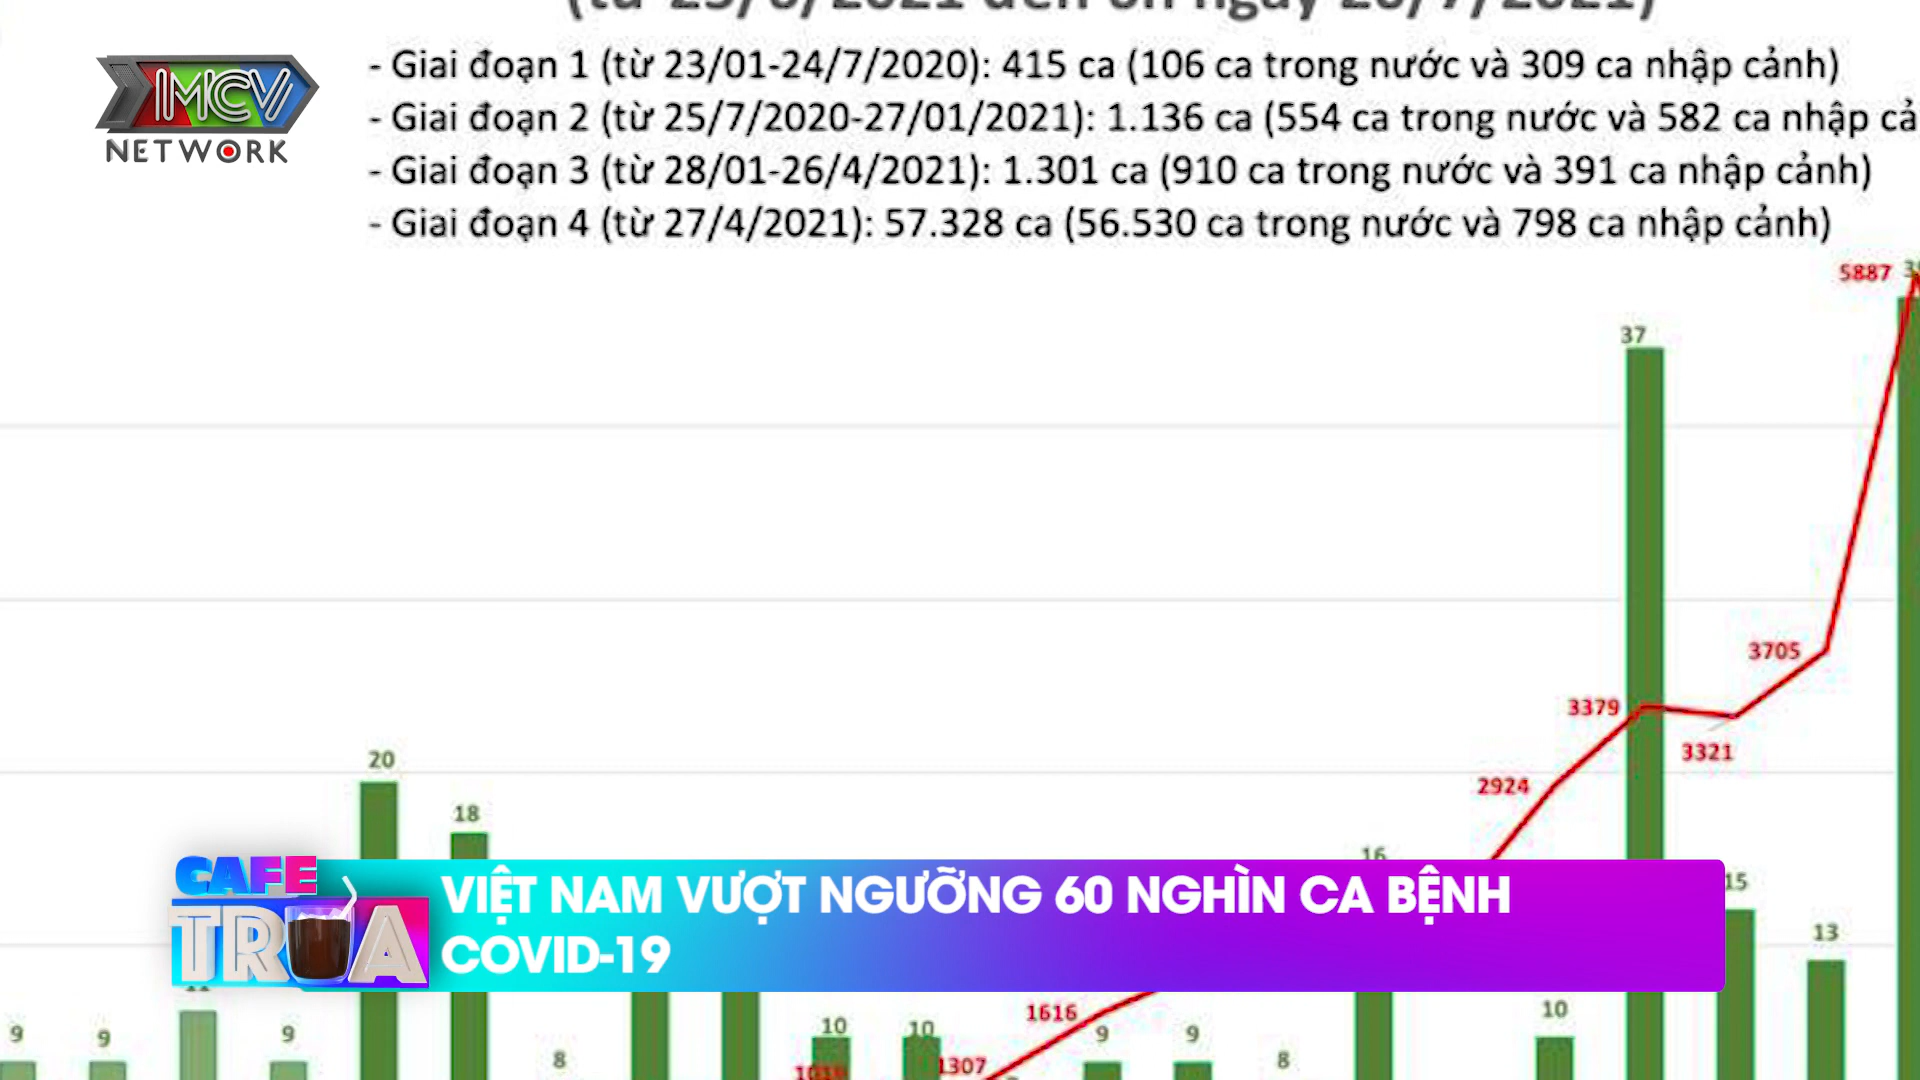 - Giai đoạn 1 (từ 23/01-24/7/2020): 415 ca (106 ca trong nước và 309 ca nhập cảnh)
- Giai đoạn 2 (từ 25/7/2020-27/01/2021): 1.136 ca (554 ca trong nước và 582 ca nhập cả
- Giai đoạn 3 (từ 28/01-26/4/2021): 1.301 ca (910 ca trong nước và 391 ca nhập cảnh)
- Giai đoạn 4 (từ 27/4/2021): 57.328 ca (56.530 ca trong nước và 798 ca nhập cảnh)
MCV
NETWORK
5887
37
3705
3379
3321
2924
20
18
16
15
13
CAFE
TRƯA
VIỆT NAM VƯỢT NGƯỠNG 60 NGHÌN CA BỆNH
COVID-19
9
9
9
8
10
10
1307
1616
9
9
8
10